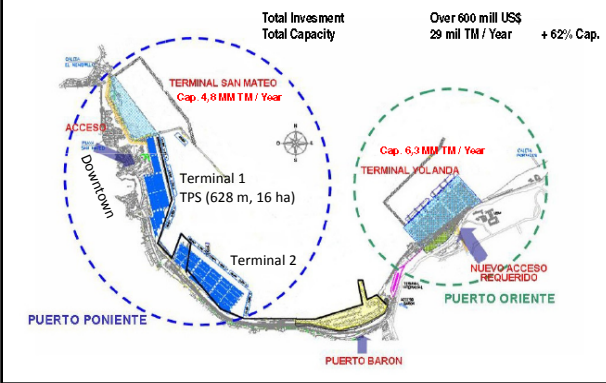 Total Invesment Over 600 mill US$
Total Capacity 29 mil TM / Year + 62% Cap.
TERMINAL SAN MATEO
Cap. 4,8 MM TM / Year
ACCESO
Downtown
Terminal 1
TPS (628 m, 16 ha)
Terminal 2
PUERTO PONIENTE
Cap. 6,3 MM TM / Year
TERMINAL YOLANDA
NUEVO ACCESO
REQUERIDO
PUERTO ORIENTE
PUERTO BARON